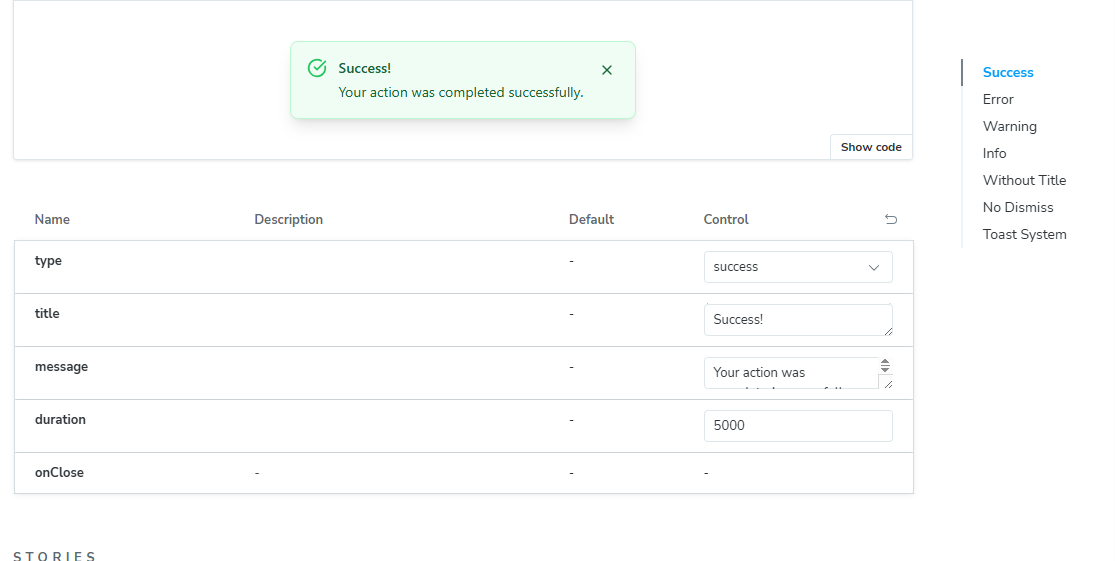 Success!
Your action was completed successfully.
Show code
Success
Error
Warning
Info
Without Title
No Dismiss
Toast System
Name Description Default Control
type - success
title - Success!
message - Your action was
duration - 5000
onClose - - -
STORIES